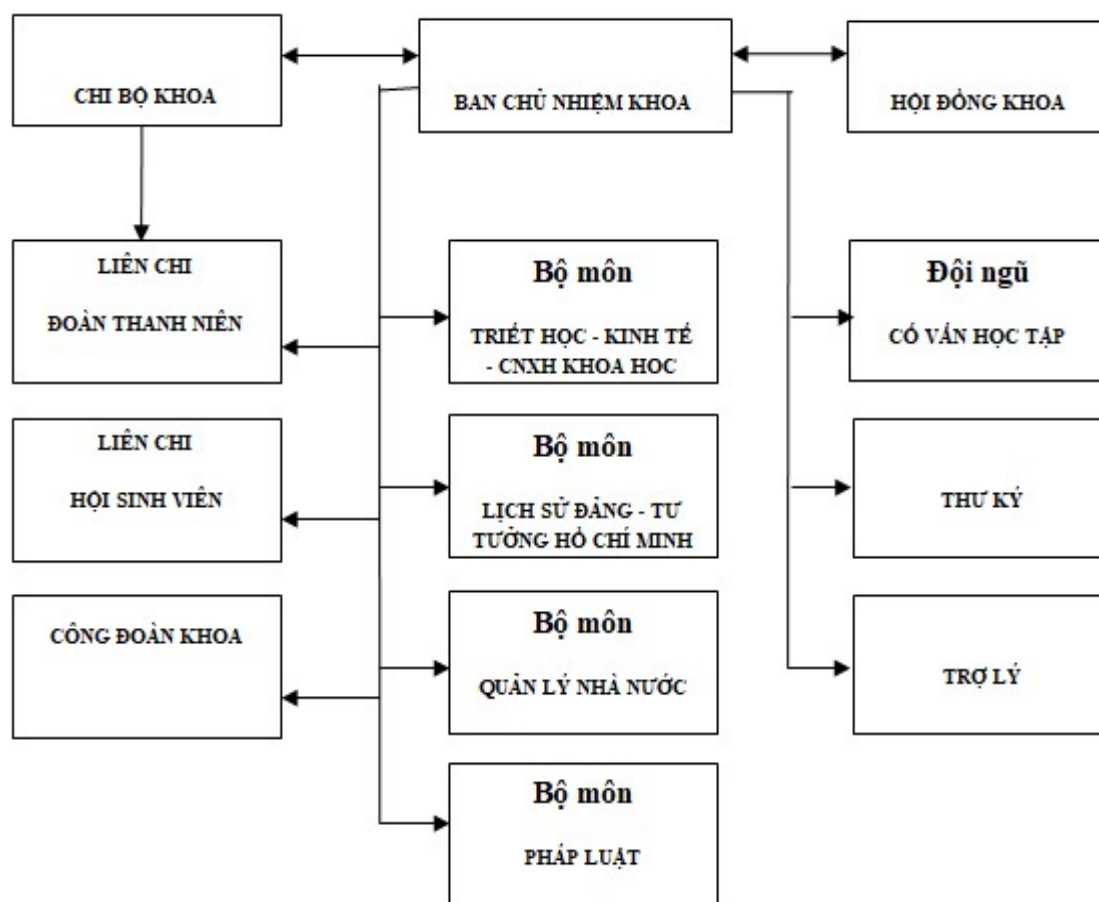 CHI BỘ KHOA
BAN CHỦ NHIỆM KHOA
HỘI ĐỒNG KHOA
LIÊN CHI
ĐOÀN THANH NIÊN
Bộ môn
TRIẾT HỌC - KINH TẾ
- CNXH KHOA HOC
Đội ngũ
CỐ VẤN HỌC TẬP
LIÊN CHI
HỘI SINH VIÊN
Bộ môn
LỊCH SỬ ĐẢNG - TƯ
TƯỞNG HỒ CHÍ MINH
THƯ KÝ
CÔNG ĐOÀN KHOA
Bộ môn
QUẢN LÝ NHÀ NƯỚC
TRỢ LÝ
Bộ môn
PHÁP LUẬT